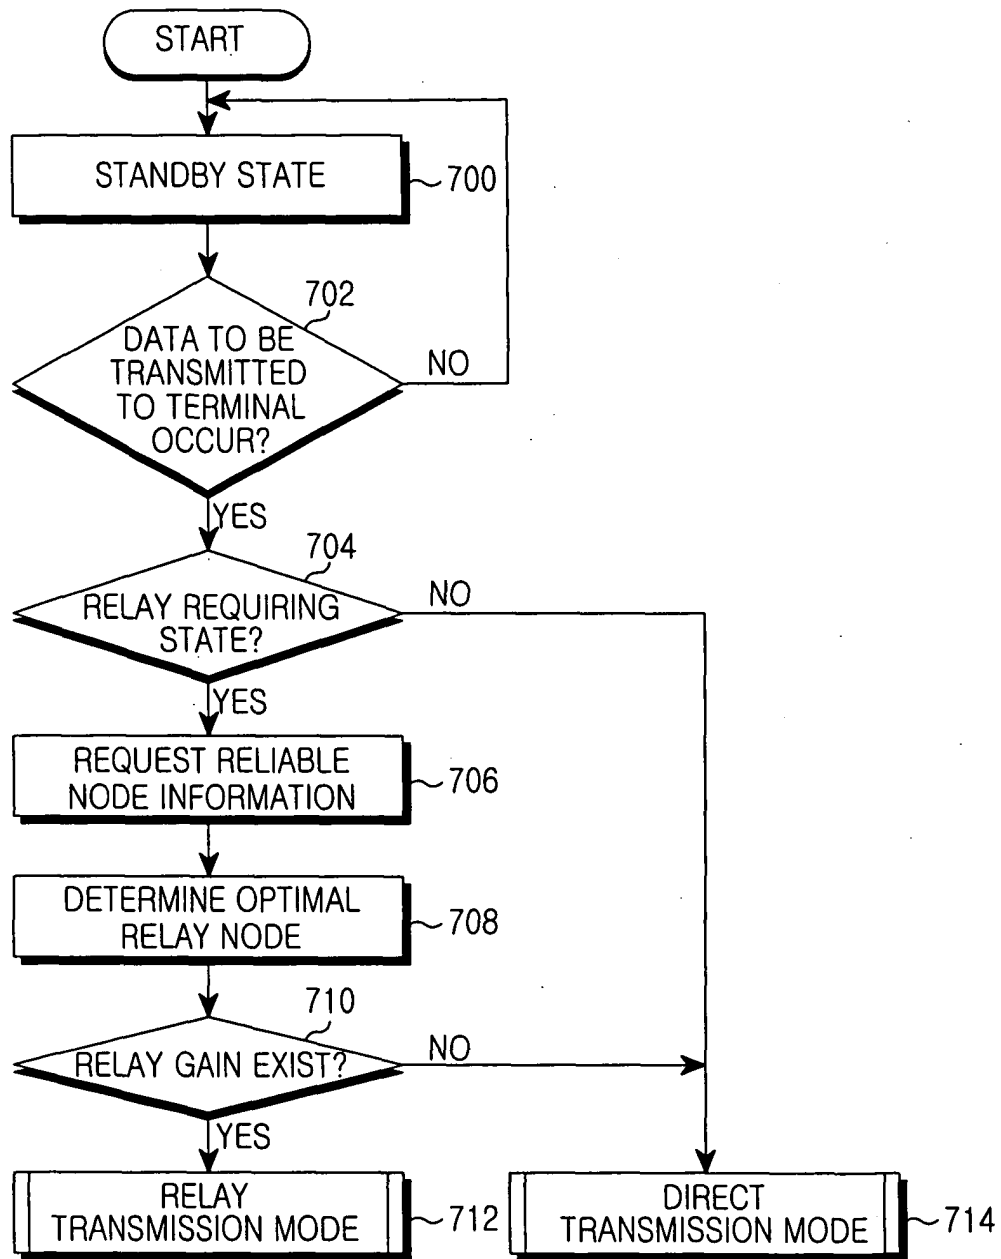 START
STANDBY STATE
700
702
DATA TO BE
TRANSMITTED
TO TERMINAL
OCCUR?
NO
YES
704
RELAY REQUIRING
STATE?
NO
YES
REQUEST RELIABLE
NODE INFORMATION
706
DETERMINE OPTIMAL
RELAY NODE
708
710
RELAY GAIN EXIST?
NO
YES
RELAY
TRANSMISSION MODE
712
DIRECT
TRANSMISSION MODE
714